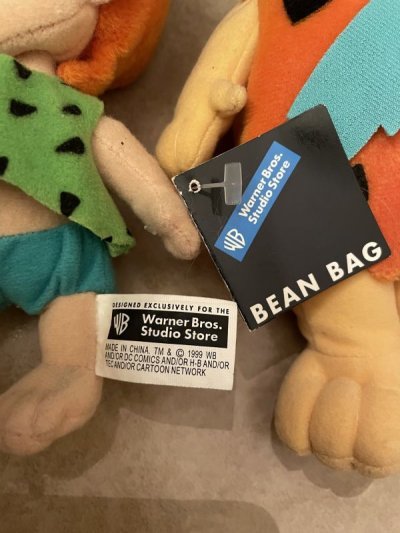 WB
Warner Bros.
Studio Store
BEAN BAG
DESIGNED EXCLUSIVELY FOR THE
WB
Warner Bros.
Studio Store
MADE IN CHINA. TM & © 1999 WB
AND/OR DC COMICS AND/OR H-B AND/OR
TEC AND/OR CARTOON NETWORK